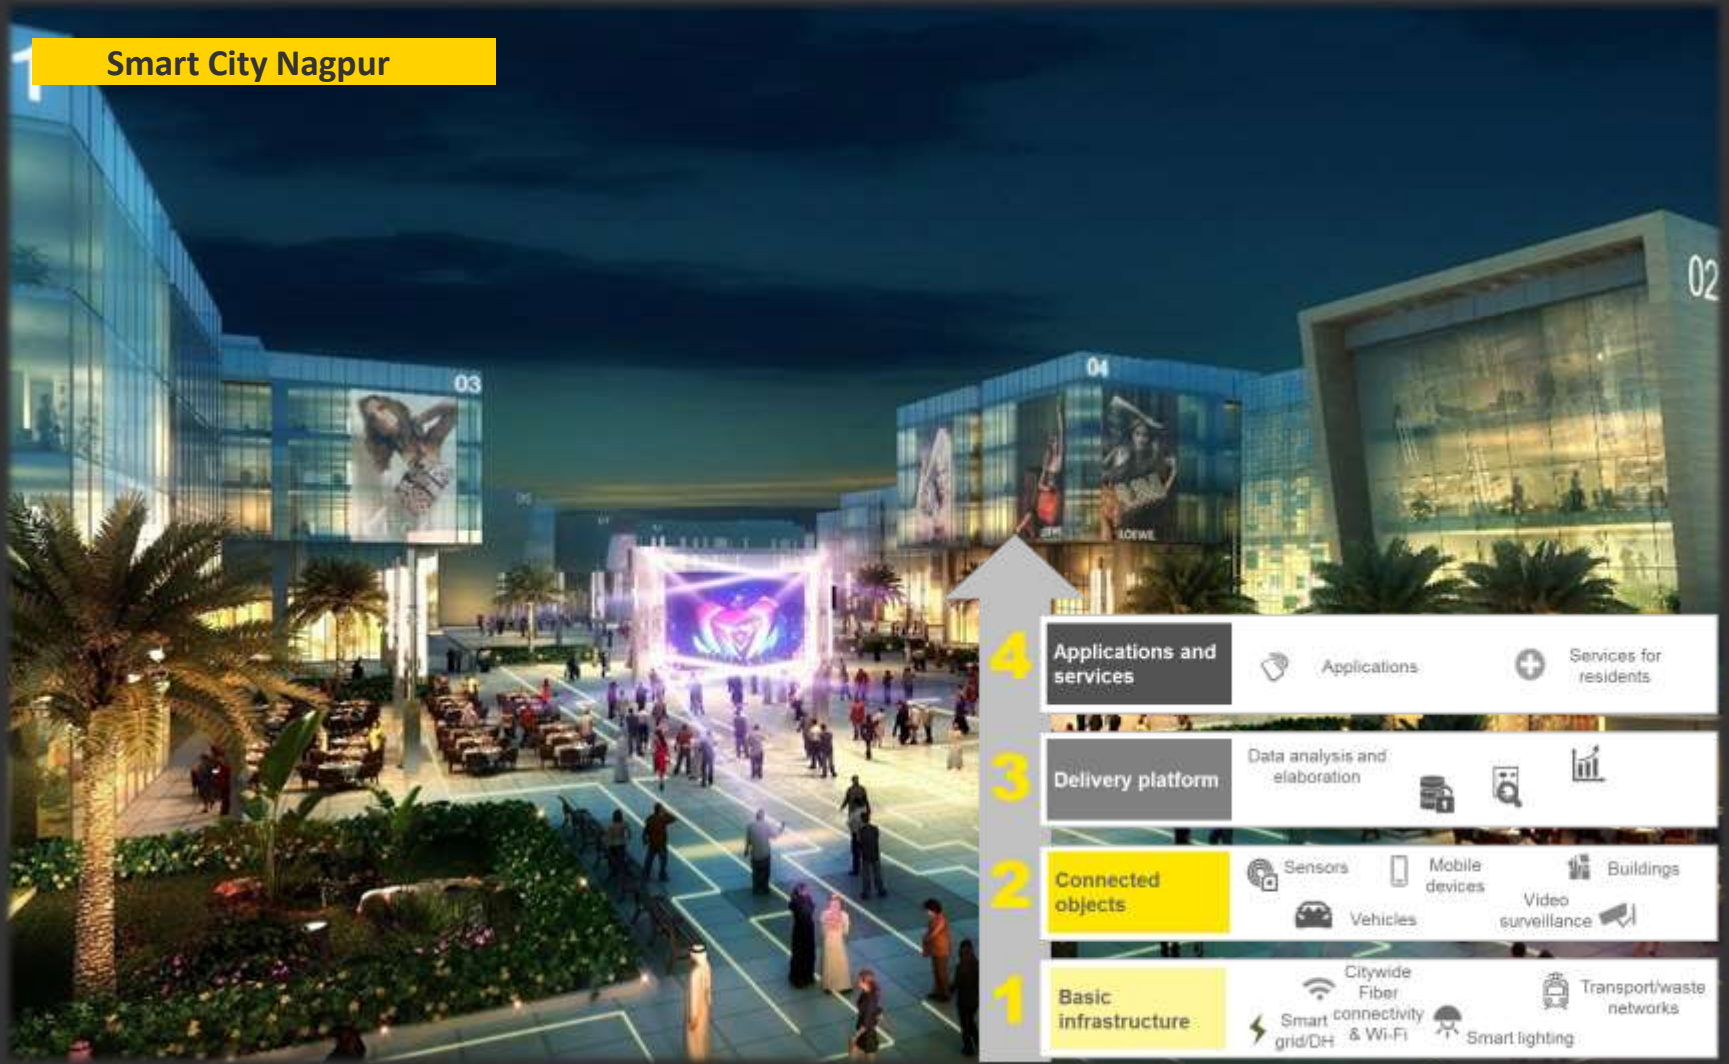 1
Smart City Nagpur
02
03
04
LOEWE
4
Applications and
services
Applications
Services for
residents
3
Delivery platform
Data analysis and
elaboration
2
Connected
objects
Sensors
Mobile
devices
Buildings
Vehicles
Video
surveillance
1
Basic
infrastructure
Smart
grid/DH
Citywide
Fiber
connectivity
& Wi-Fi
Smart lighting
Transport/waste
networks